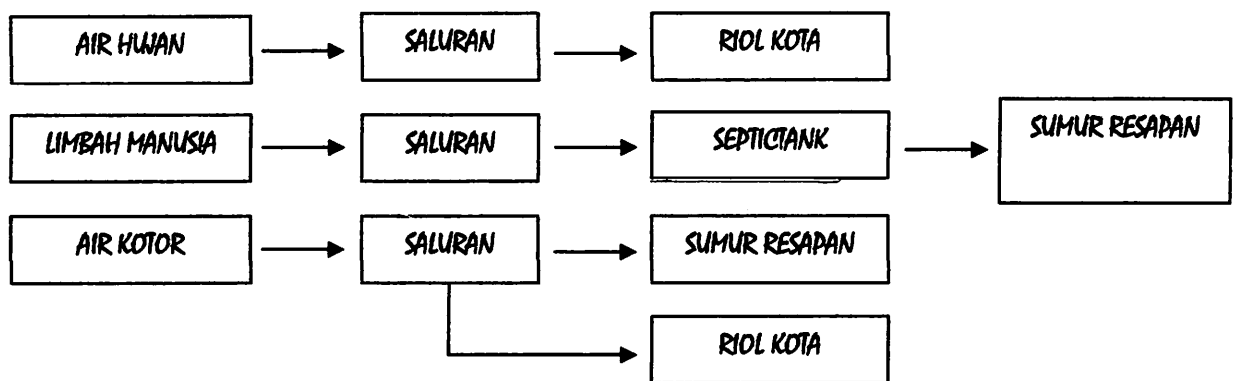 AIR HUJAN
SALURAN
RIOL KOTA
LIMBAH MANUSIA
SALURAN
SEPTICTANK
SUMUR RESAPAN
AIR KOTOR
SALURAN
SUMUR RESAPAN
RIOL KOTA